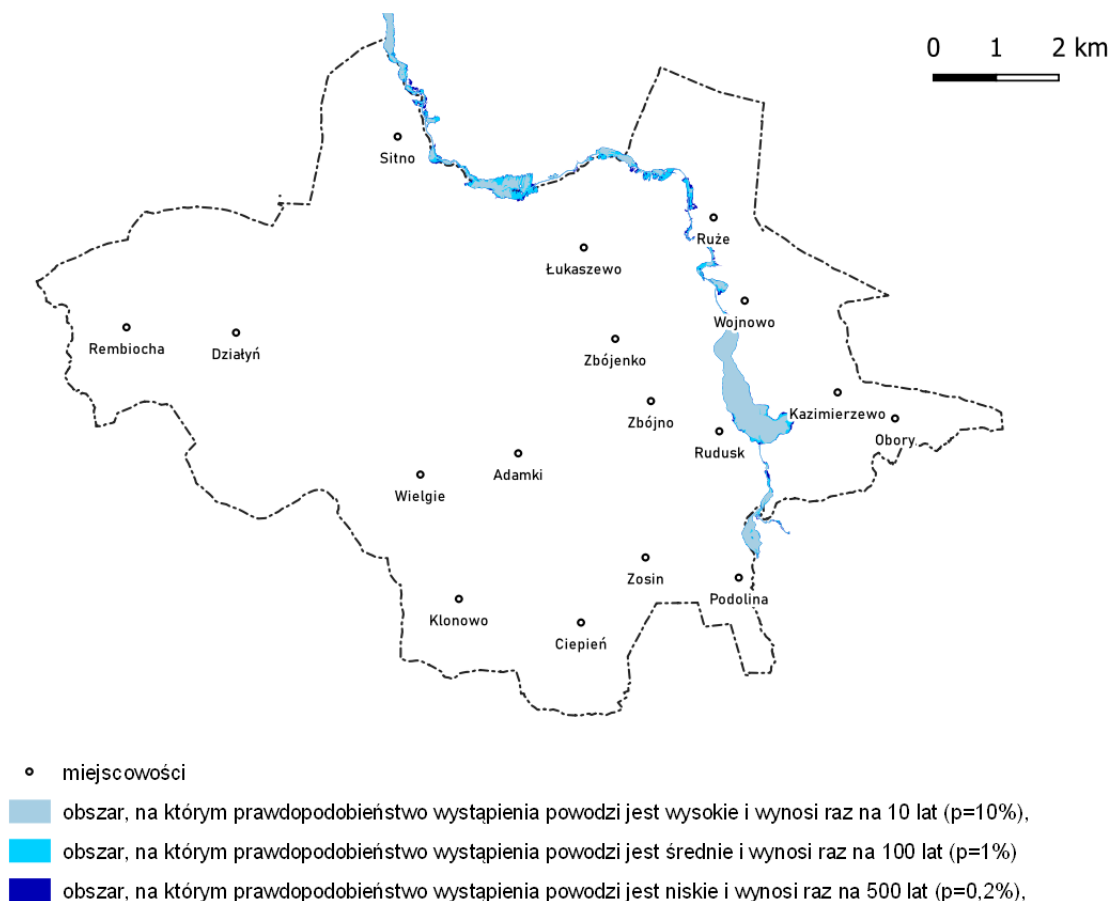 0 1 2 km
Sitno
Ruże
Łukaszewo
Wojnowo
Rembiocha
Działyń
Zbójenko
Zbójno
Kazimierzewo
Rudusk
Obory
Adamki
Wielgie
Zosin
Podolina
Klonowo
Ciepień
miejscowości
obszar, na którym prawdopodobieństwo wystąpienia powodzi jest wysokie i wynosi raz na 10 lat (p=10%),
obszar, na którym prawdopodobieństwo wystąpienia powodzi jest średnie i wynosi raz na 100 lat (p=1%)
obszar, na którym prawdopodobieństwo wystąpienia powodzi jest niskie i wynosi raz na 500 lat (p=0,2%),